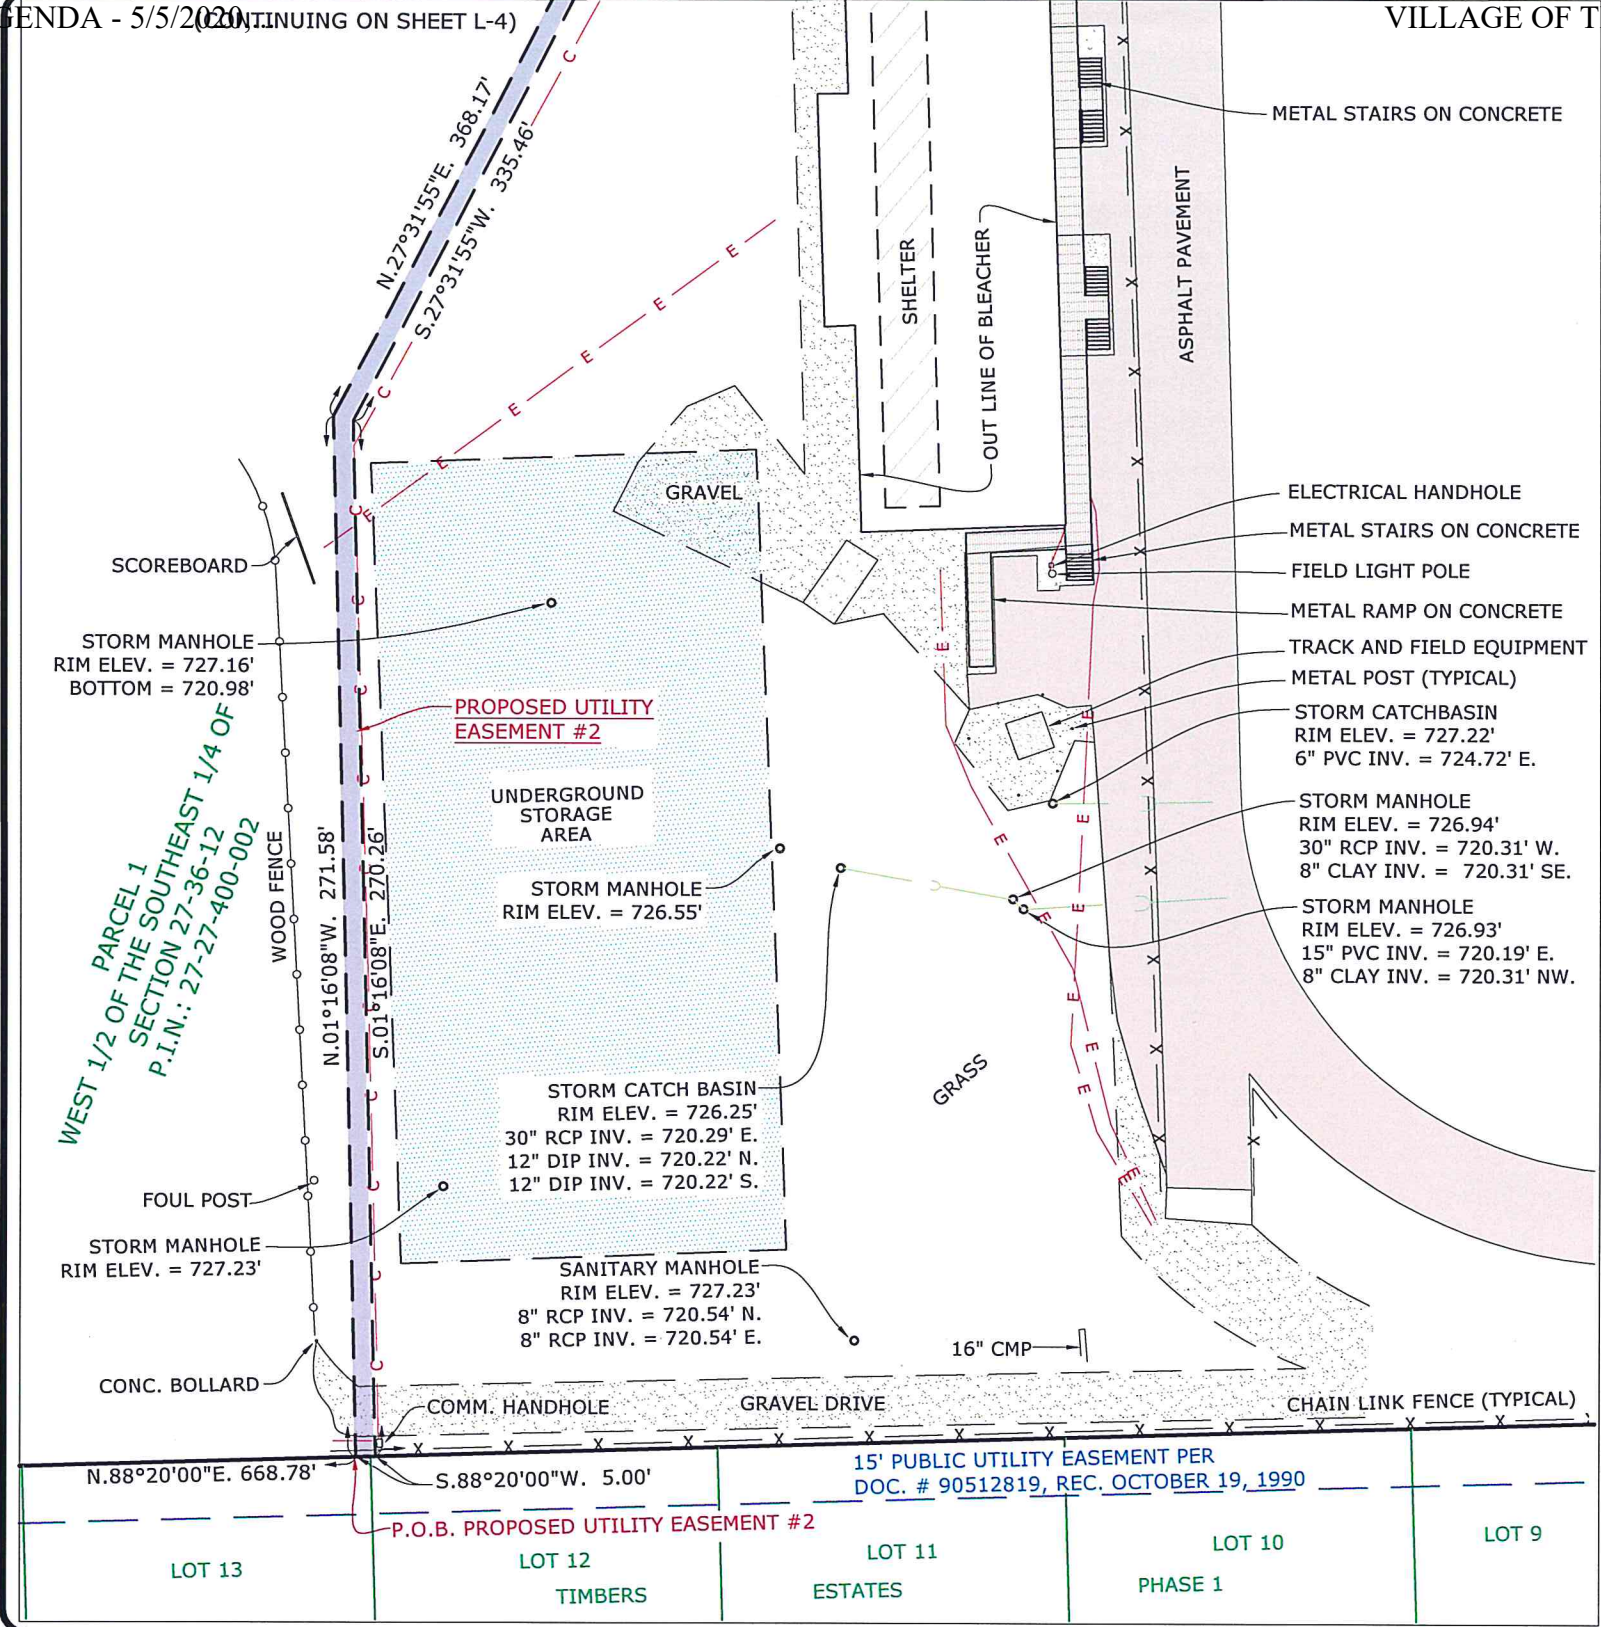 GENDA - 5/5/2020,...
(CONTINUING ON SHEET L-4)
VILLAGE OF T
N.27°31'55"E. 368.17'
S.27°31'55"W. 335.46'
C
C
E
E
E
E
E
E
SHELTER
OUT LINE OF BLEACHER
ASPHALT PAVEMENT
METAL STAIRS ON CONCRETE
GRAVEL
ELECTRICAL HANDHOLE
METAL STAIRS ON CONCRETE
FIELD LIGHT POLE
METAL RAMP ON CONCRETE
TRACK AND FIELD EQUIPMENT
METAL POST (TYPICAL)
STORM CATCHBASIN
RIM ELEV. = 727.22'
6" PVC INV. = 724.72' E.
STORM MANHOLE
RIM ELEV. = 726.94'
30" RCP INV. = 720.31' W.
8" CLAY INV. = 720.31' SE.
STORM MANHOLE
RIM ELEV. = 726.93'
15" PVC INV. = 720.19' E.
8" CLAY INV. = 720.31' NW.
SCOREBOARD
STORM MANHOLE
RIM ELEV. = 727.16'
BOTTOM = 720.98'
PROPOSED UTILITY
EASEMENT #2
PARCEL 1
WEST 1/2 OF THE SOUTHEAST 1/4 OF
SECTION 27-36-12
P.I.N.: 27-27-400-002
WOOD FENCE
N.01°16'08"W. 271.58'
S.01°16'08"E. 270.26'
UNDERGROUND
STORAGE
AREA
STORM MANHOLE
RIM ELEV. = 726.55'
STORM CATCH BASIN
RIM ELEV. = 726.25'
30" RCP INV. = 720.29' E.
12" DIP INV. = 720.22' N.
12" DIP INV. = 720.22' S.
GRASS
FOUL POST
STORM MANHOLE
RIM ELEV. = 727.23'
SANITARY MANHOLE
RIM ELEV. = 727.23'
8" RCP INV. = 720.54' N.
8" RCP INV. = 720.54' E.
16" CMP
CONC. BOLLARD
COMM. HANDHOLE
GRAVEL DRIVE
CHAIN LINK FENCE (TYPICAL)
N.88°20'00"E. 668.78'
S.88°20'00"W. 5.00'
15' PUBLIC UTILITY EASEMENT PER
DOC. # 90512819, REC. OCTOBER 19, 1990
P.O.B. PROPOSED UTILITY EASEMENT #2
LOT 13
LOT 12
LOT 11
LOT 10
LOT 9
TIMBERS
ESTATES
PHASE 1